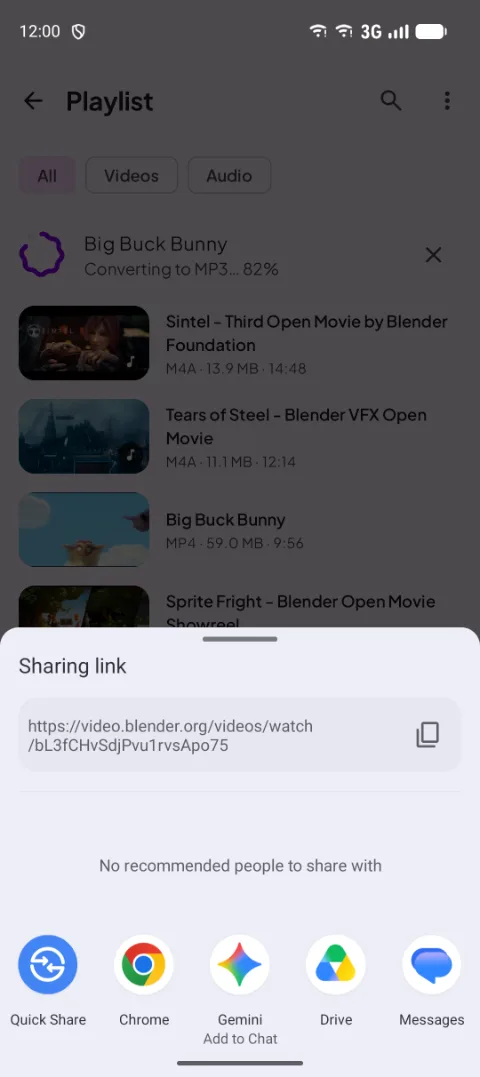 12:00
3G
Playlist
All
Videos
Audio
Big Buck Bunny
Converting to MP3... 82%
Sintel - Third Open Movie by Blender
Foundation
M4A · 13.9 MB · 14:48
Tears of Steel - Blender VFX Open
Movie
M4A · 11.1 MB · 12:14
Big Buck Bunny
MP4 · 59.0 MB · 9:56
Sprite Fright - Blender Open Movie
Showreel
Sharing link
https://video.blender.org/videos/watch
/bL3fCHvSdjPvu1rvsApo75
No recommended people to share with
Quick Share
Chrome
Gemini
Add to Chat
Drive
Messages